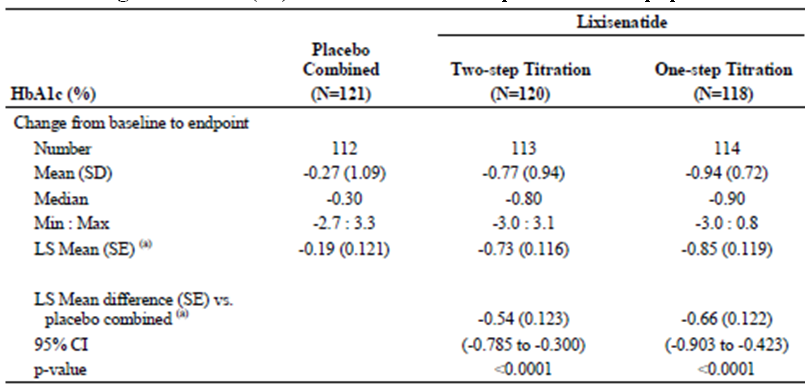 Lixisenatide
Placebo
Combined Two-step Titration One-step Titration
HbA1c (%) (N=121) (N=120) (N=118)
Change from baseline to endpoint
Number 112 113 114
Mean (SD) -0.27 (1.09) -0.77 (0.94) -0.94 (0.72)
Median -0.30 -0.80 -0.90
Min : Max -2.7 : 3.3 -3.0 : 3.1 -3.0 : 0.8
LS Mean (SE) (a) -0.19 (0.121) -0.73 (0.116) -0.85 (0.119)
LS Mean difference (SE) vs.
placebo combined (a) -0.54 (0.123) -0.66 (0.122)
95% CI (-0.785 to -0.300) (-0.903 to -0.423)
p-value <0.0001 <0.0001